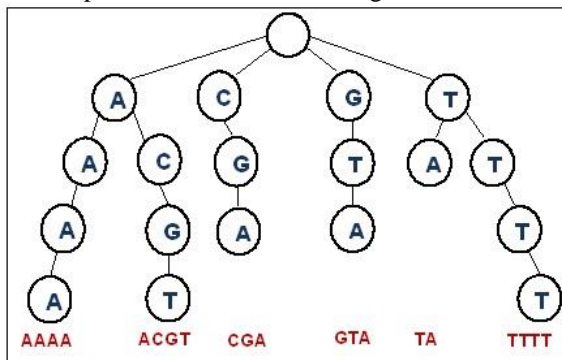 A C G T
A C G T A T
A G A A T
A T T
AAAA ACGT CGA GTA TA TTTT